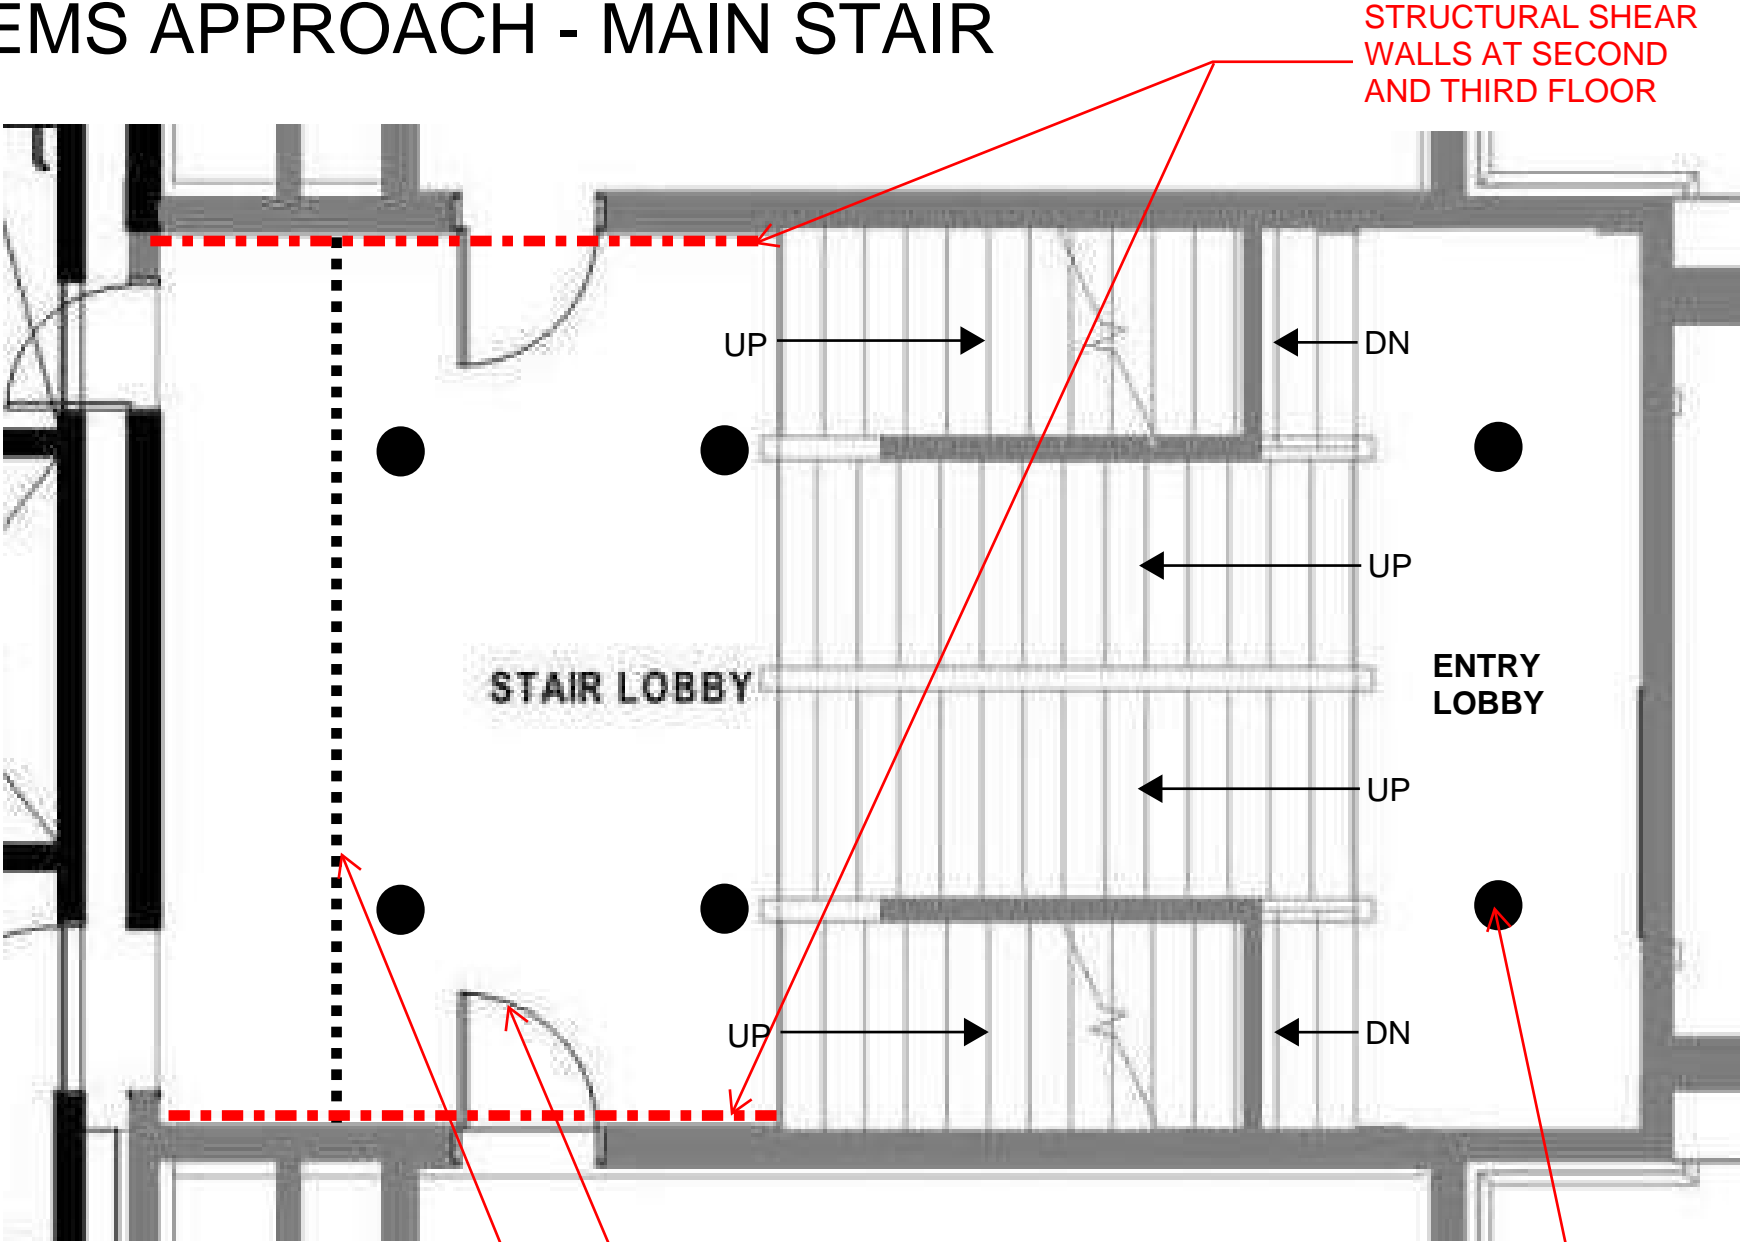 EMS APPROACH - MAIN STAIR
STRUCTURAL SHEAR
WALLS AT SECOND
AND THIRD FLOOR
UP
DN
UP
STAIR LOBBY
ENTRY
LOBBY
UP
UP
DN